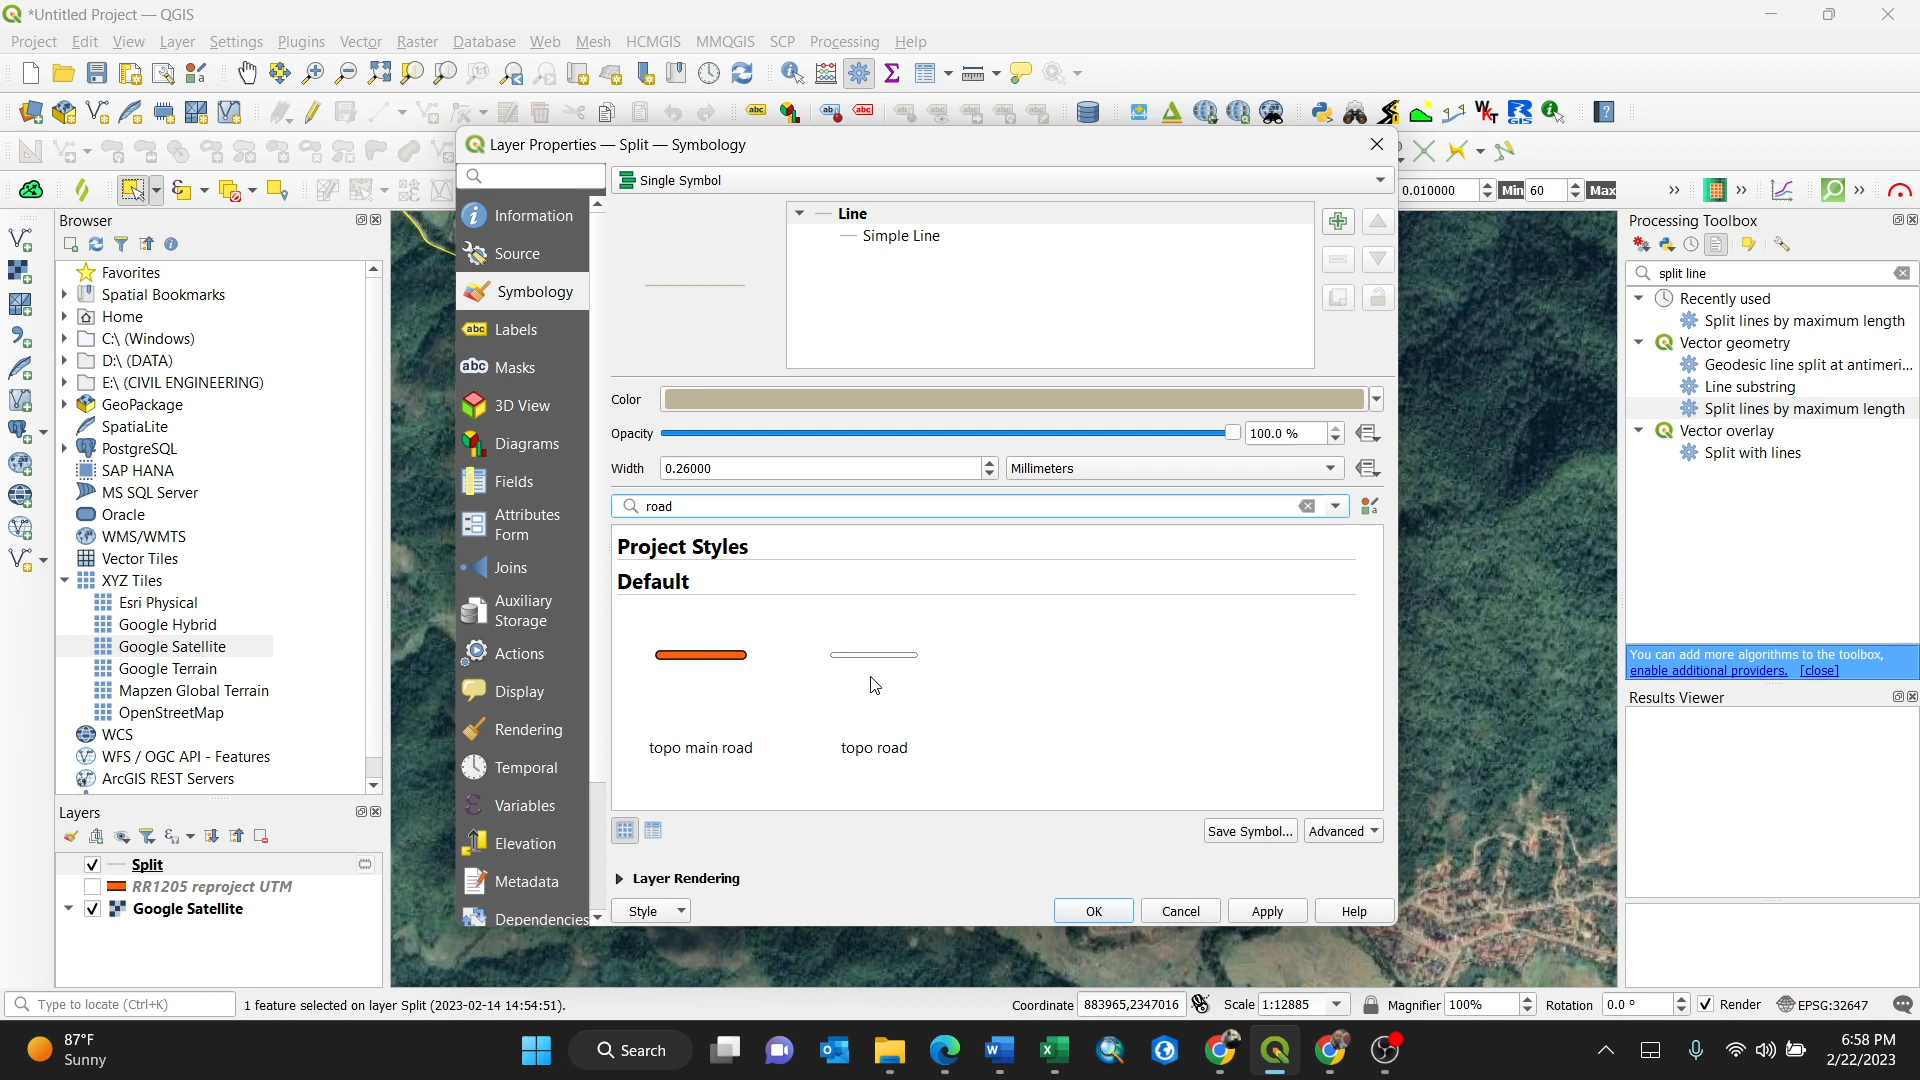 *Untitled Project — QGIS
Project Edit View Layer Settings Plugins Vector Raster Database Web Mesh HCMGIS MMQGIS SCP Processing Help
Layer Properties — Split — Symbology
Single Symbol
0.010000 Min 60 Max
Browser
Favorites
Spatial Bookmarks
Home
C:\ (Windows)
D:\ (DATA)
E:\ (CIVIL ENGINEERING)
GeoPackage
SpatiaLite
PostgreSQL
SAP HANA
MS SQL Server
Oracle
WMS/WMTS
Vector Tiles
XYZ Tiles
Esri Physical
Google Hybrid
Google Satellite
Google Terrain
Mapzen Global Terrain
OpenStreetMap
WCS
WFS / OGC API - Features
ArcGIS REST Servers
Layers
Split
RR1205 reproject UTM
Google Satellite
Information
Source
Symbology
Labels
Masks
3D View
Diagrams
Fields
Attributes
Form
Joins
Auxiliary
Storage
Actions
Display
Rendering
Temporal
Variables
Elevation
Metadata
Dependencies
Line
Simple Line
Color
Opacity 100.0 %
Width 0.26000 Millimeters
road
Project Styles
Default
topo main road topo road
Save Symbol... Advanced
Layer Rendering
Style OK Cancel Apply Help
Processing Toolbox
split line
Recently used
Split lines by maximum length
Vector geometry
Geodesic line split at antimeri...
Line substring
Split lines by maximum length
Vector overlay
Split with lines
You can add more algorithms to the toolbox,
enable additional providers. [close]
Results Viewer
Type to locate (Ctrl+K) 1 feature selected on layer Split (2023-02-14 14:54:51). Coordinate 883965,2347016 Scale 1:12885 Magnifier 100% Rotation 0.0 ° Render EPSG:32647
87°F
Sunny
Search
6:58 PM
2/22/2023